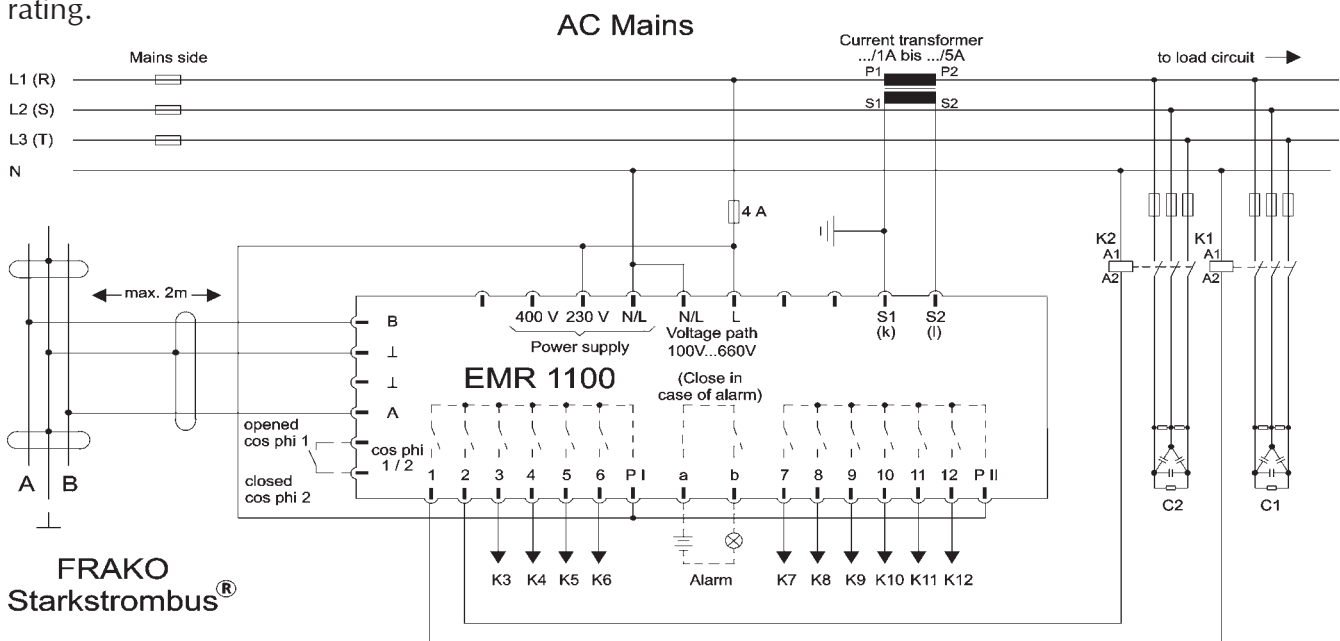 rating.
AC Mains
Mains side
Current transformer
.../1A bis .../5A
P1 P2
to load circuit
L1 (R)
L2 (S)
S1 S2
L3 (T)
N
4 A
K2 K1
A1 A1
A2 A2
max. 2m
400 V 230 V N/L N/L L S1 S2
(k) (l)
Power supply
Voltage path
100V...660V
B
⊥
⊥
A
EMR 1100
(Close in
case of alarm)
opened
cos phi 1
cos phi
1 / 2
closed
cos phi 2
1 2 3 4 5 6 P I a b 7 8 9 10 11 12 P II
A B
⊥
C2 C1
K3 K4 K5 K6 Alarm K7 K8 K9 K10 K11 K12
FRAKO
Starkstrombus®